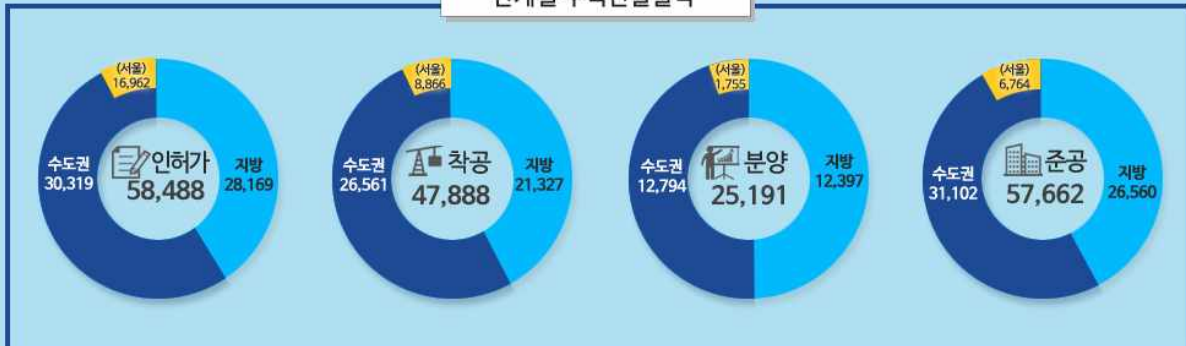 (서울)
16,962
수도권
30,319
인허가
58,488
지방
28,169
(서울)
8,866
수도권
26,561
착공
47,888
지방
21,327
(서울)
1,755
수도권
12,794
분양
25,191
지방
12,397
(서울)
6,764
수도권
31,102
준공
57,662
지방
26,560